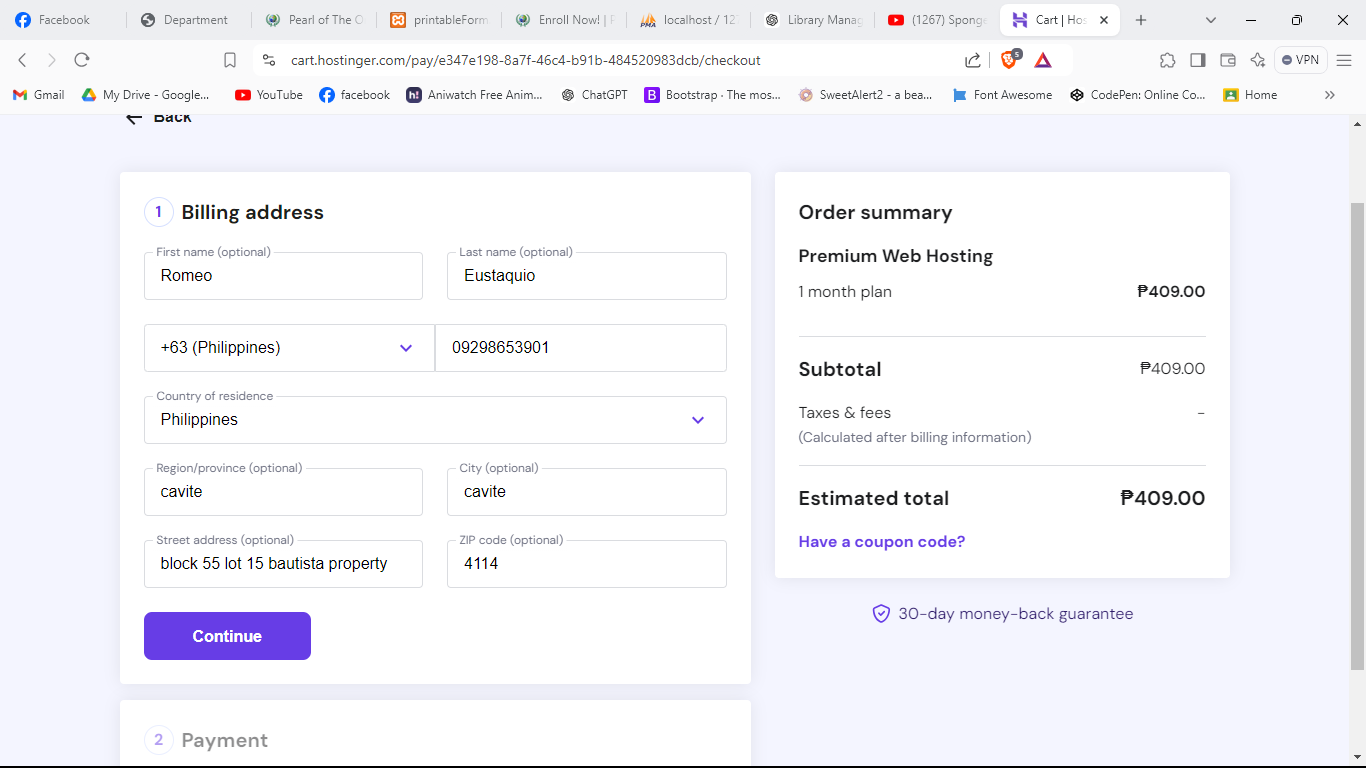 Facebook
Department
Pearl of The O
printableForm
Enroll Now! | P
localhost / 127
Library Manag
(1267) Sponge
Cart | Hos
cart.hostinger.com/pay/e347e198-8a7f-46c4-b91b-484520983dcb/checkout
5
VPN
Gmail
My Drive - Google...
YouTube
facebook
Aniwatch Free Anim...
ChatGPT
Bootstrap · The mos...
SweetAlert2 - a bea...
Font Awesome
CodePen: Online Co...
Home
Back
1 Billing address
First name (optional)
Romeo
Last name (optional)
Eustaquio
+63 (Philippines)
09298653901
Country of residence
Philippines
Region/province (optional)
cavite
City (optional)
cavite
Street address (optional)
block 55 lot 15 bautista property
ZIP code (optional)
4114
Continue
2 Payment
Order summary
Premium Web Hosting
1 month plan ₱409.00
Subtotal ₱409.00
Taxes & fees -
(Calculated after billing information)
Estimated total ₱409.00
Have a coupon code?
30-day money-back guarantee